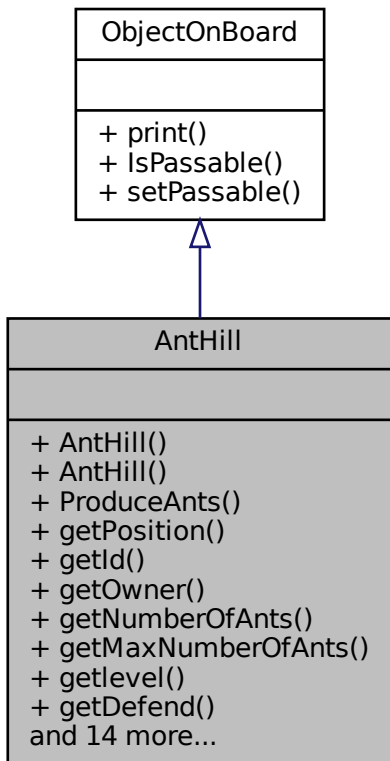 ObjectOnBoard
+ print()
+ IsPassable()
+ setPassable()
AntHill
+ AntHill()
+ AntHill()
+ ProduceAnts()
+ getPosition()
+ getId()
+ getOwner()
+ getNumberOfAnts()
+ getMaxNumberOfAnts()
+ getlevel()
+ getDefend()
and 14 more...